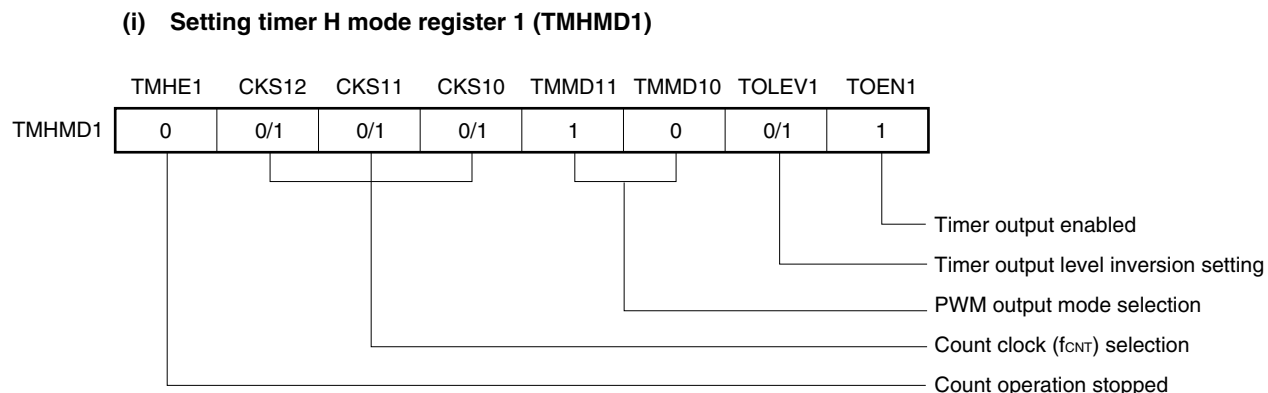 (i) Setting timer H mode register 1 (TMHMD1)
TMHE1 CKS12 CKS11 CKS10 TMMD11 TMMD10 TOLEV1 TOEN1
TMHMD1 0 0/1 0/1 0/1 1 0 0/1 1
Timer output enabled
Timer output level inversion setting
PWM output mode selection
Count clock (fCNT) selection
Count operation stopped